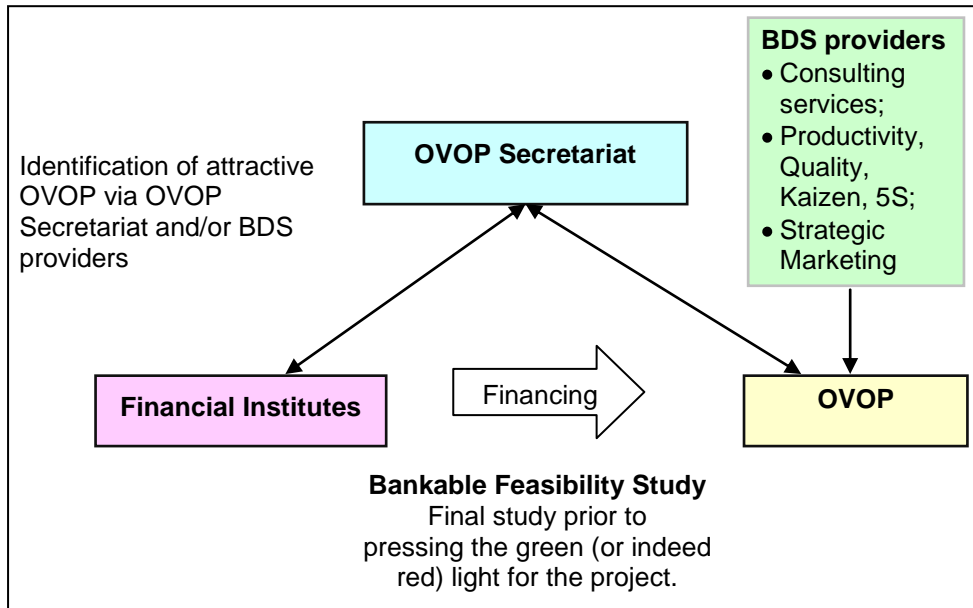 BDS providers
• Consulting
services;
• Productivity,
Quality,
Kaizen, 5S;
• Strategic
Marketing
OVOP Secretariat
Identification of attractive
OVOP via OVOP
Secretariat and/or BDS
providers
Financial Institutes
Financing
OVOP
Bankable Feasibility Study
Final study prior to
pressing the green (or indeed
red) light for the project.